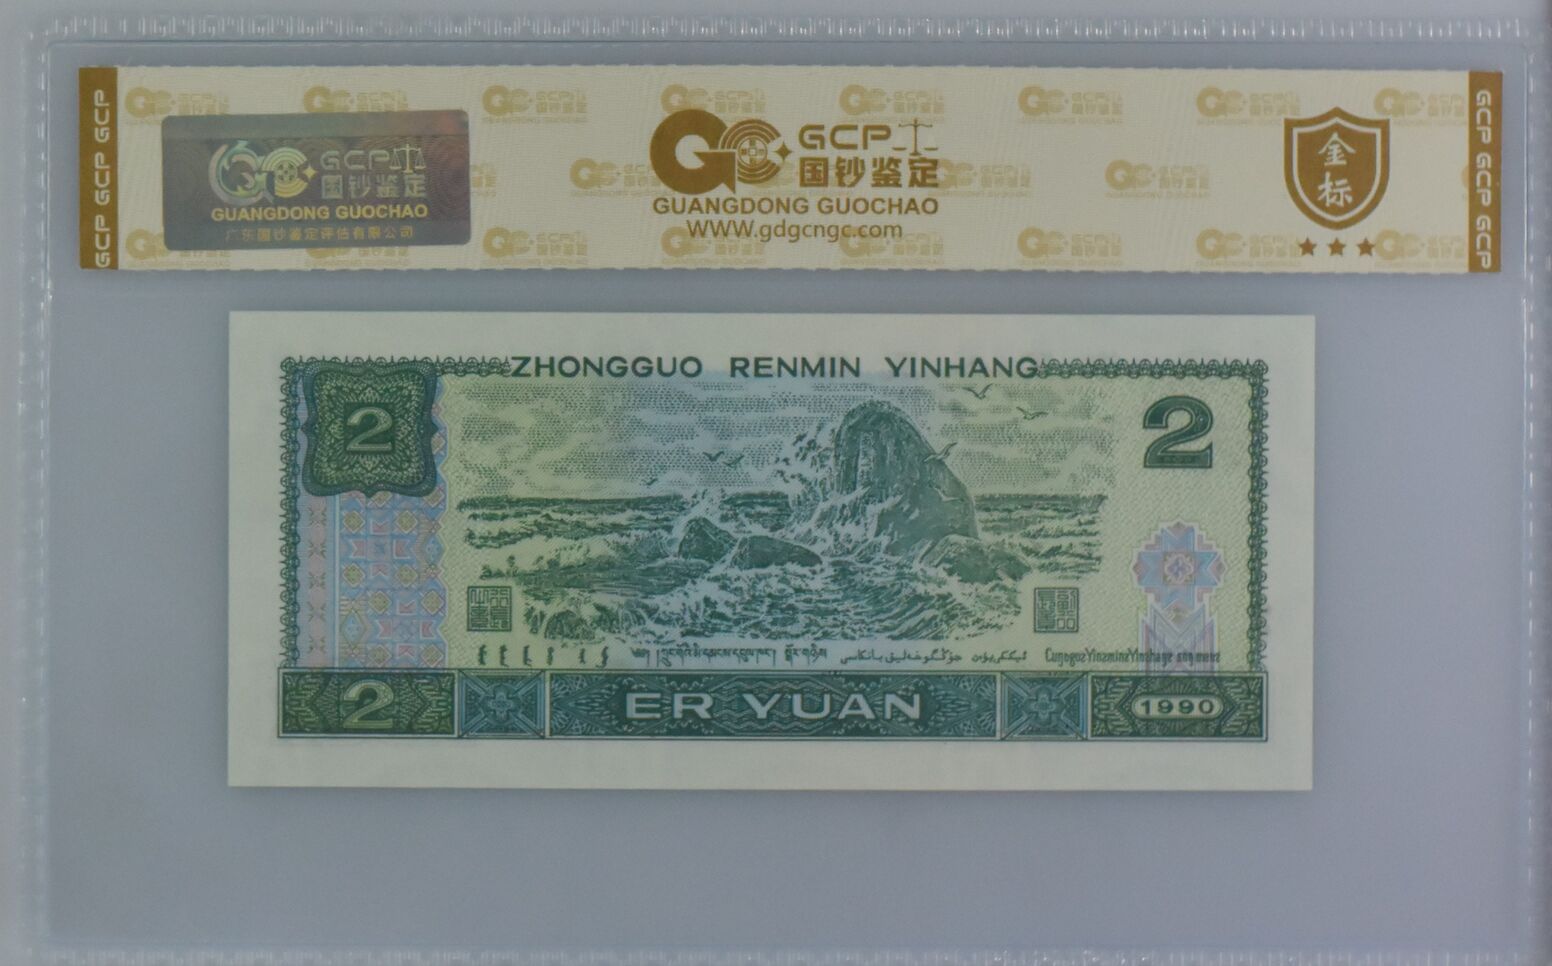 GCP GCP GCP
GCP
国钞鉴定
GUANGDONG GUOCHAO
广东国钞鉴定评估有限公司
GCP
国钞鉴定
GUANGDONG GUOCHAO
WWW.gdgcngc.com
金标
GCP GCP GCP
ZHONGGUO RENMIN YINHANG
2
2
2
ER YUAN
1990